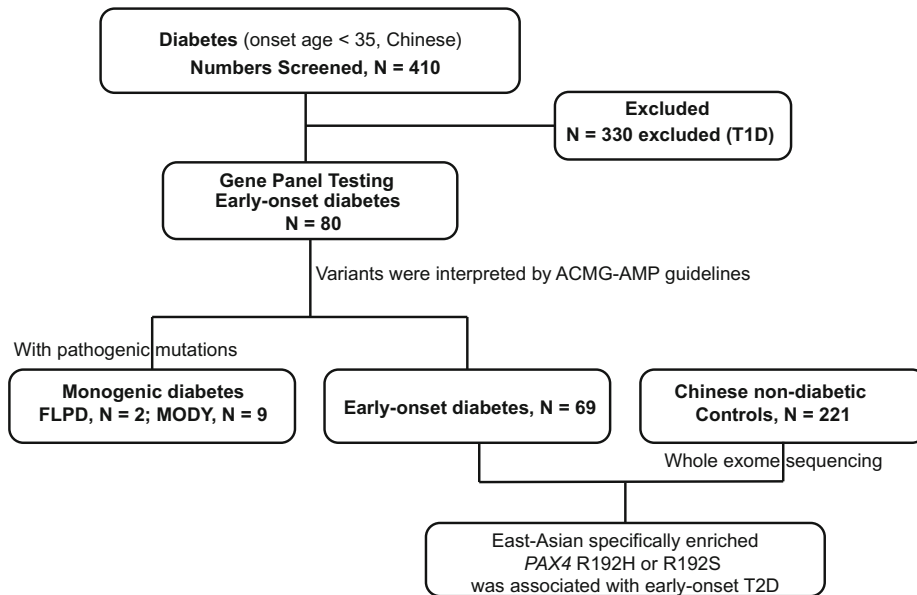 Diabetes (onset age < 35, Chinese)
Numbers Screened, N = 410
Excluded
N = 330 excluded (T1D)
Gene Panel Testing
Early-onset diabetes
N = 80
Variants were interpreted by ACMG-AMP guidelines
With pathogenic mutations
Monogenic diabetes
FLPD, N = 2; MODY, N = 9
Early-onset diabetes, N = 69
Chinese non-diabetic
Controls, N = 221
Whole exome sequencing
East-Asian specifically enriched
PAX4 R192H or R192S
was associated with early-onset T2D